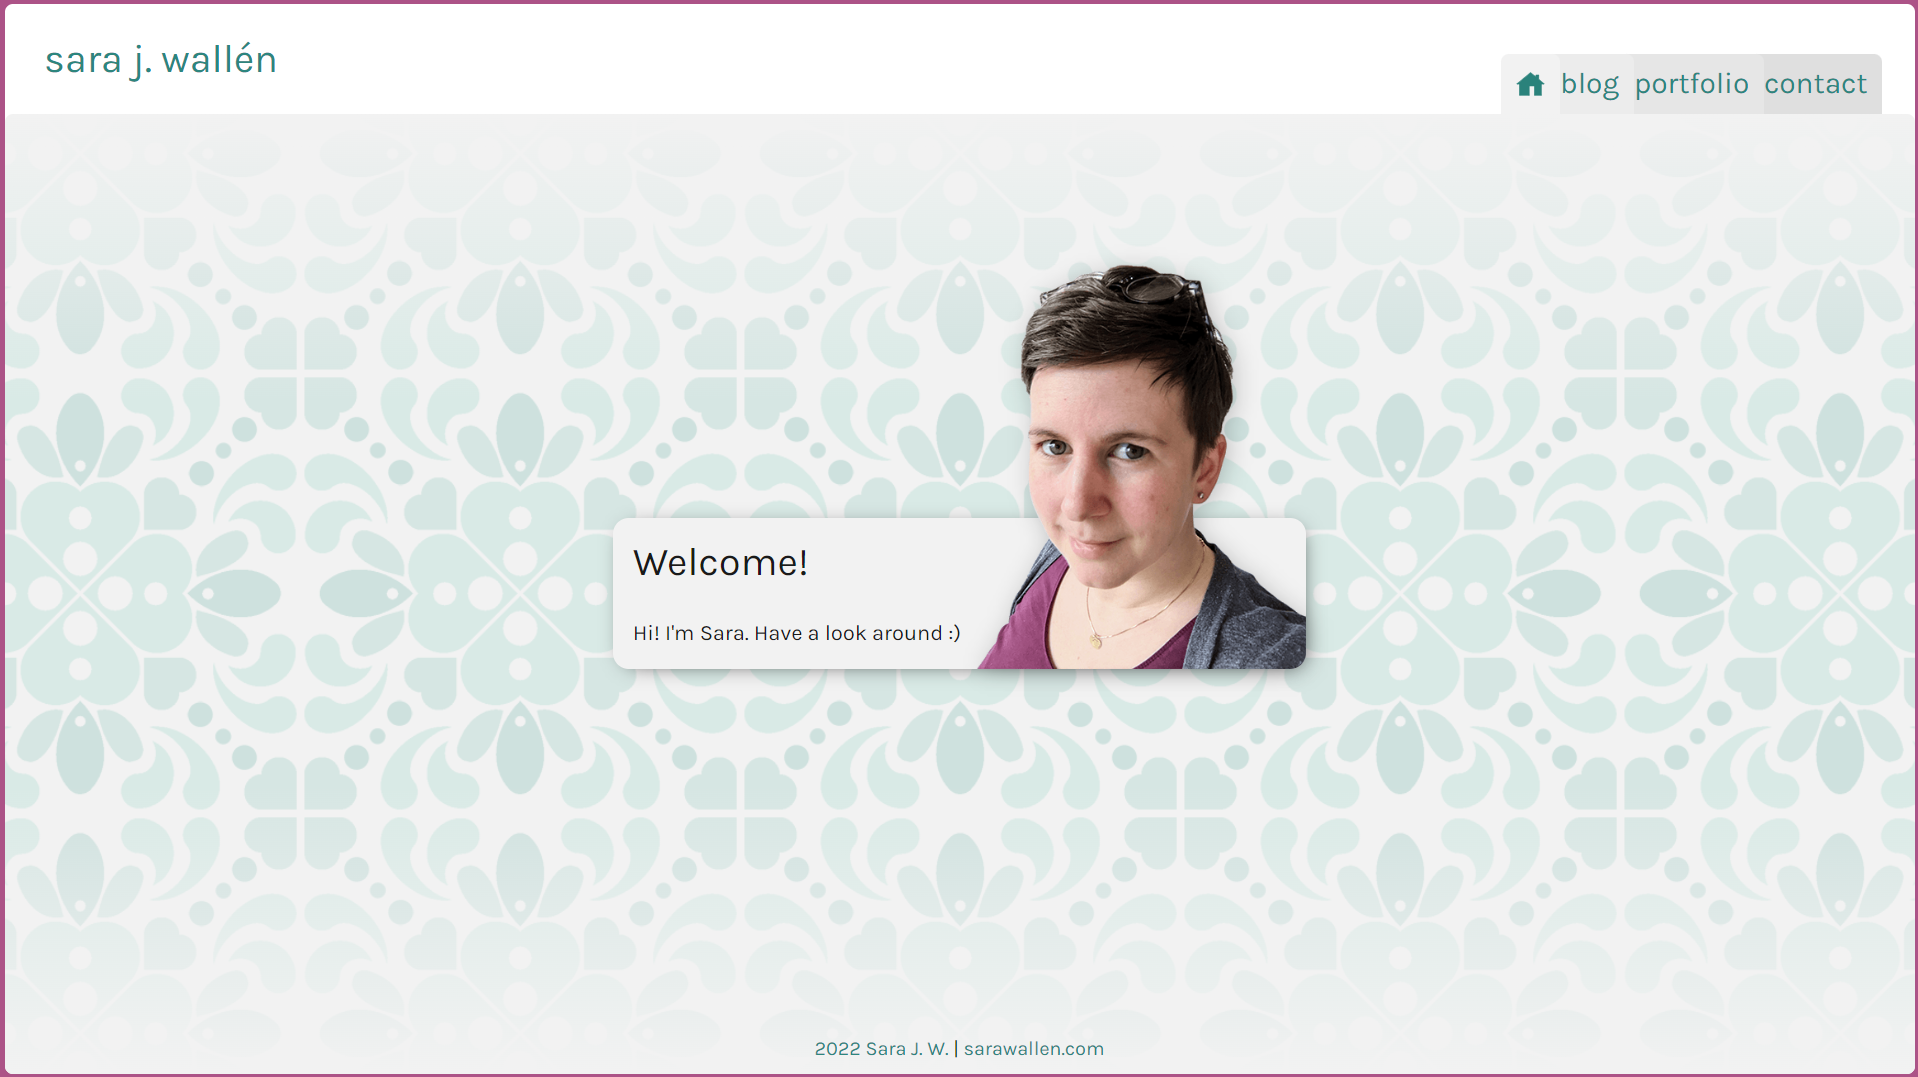 sara j. wallén
blog portfolio contact
Welcome!
Hi! I'm Sara. Have a look around :)
2022 Sara J. W. | sarawallen.com